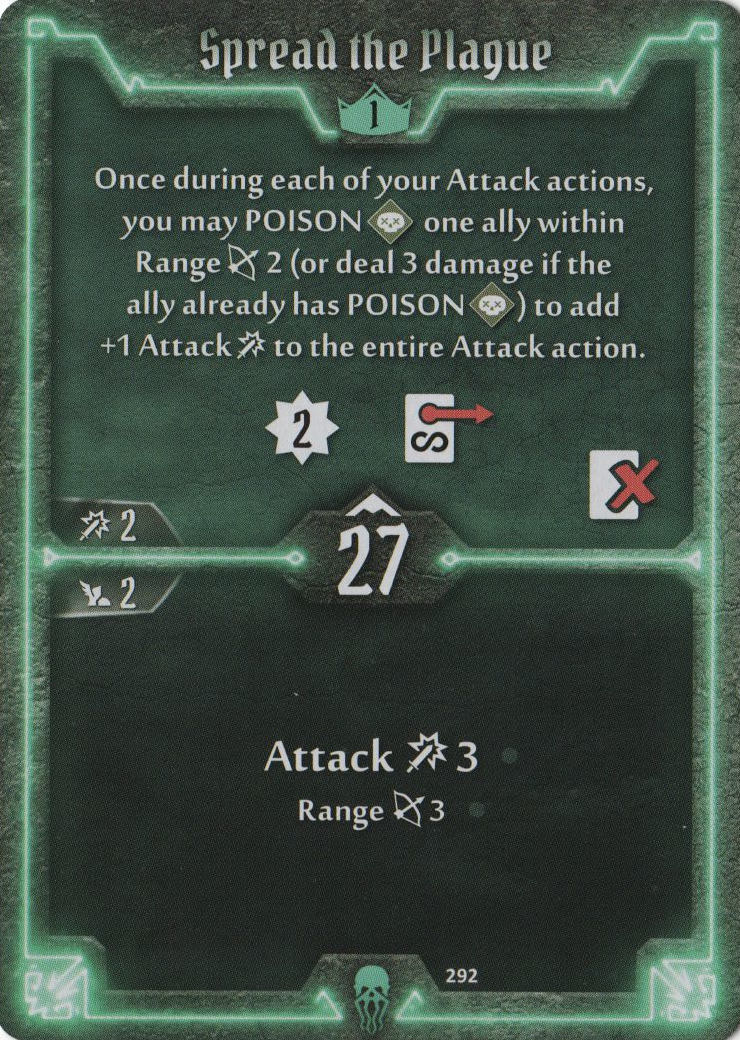 Spread the Plague
1
Once during each of your Attack actions,
you may POISON one ally within
Range 2 (or deal 3 damage if the
ally already has POISON ) to add
+1 Attack to the entire Attack action.
2
2
27
2
Attack 3
Range 3
292